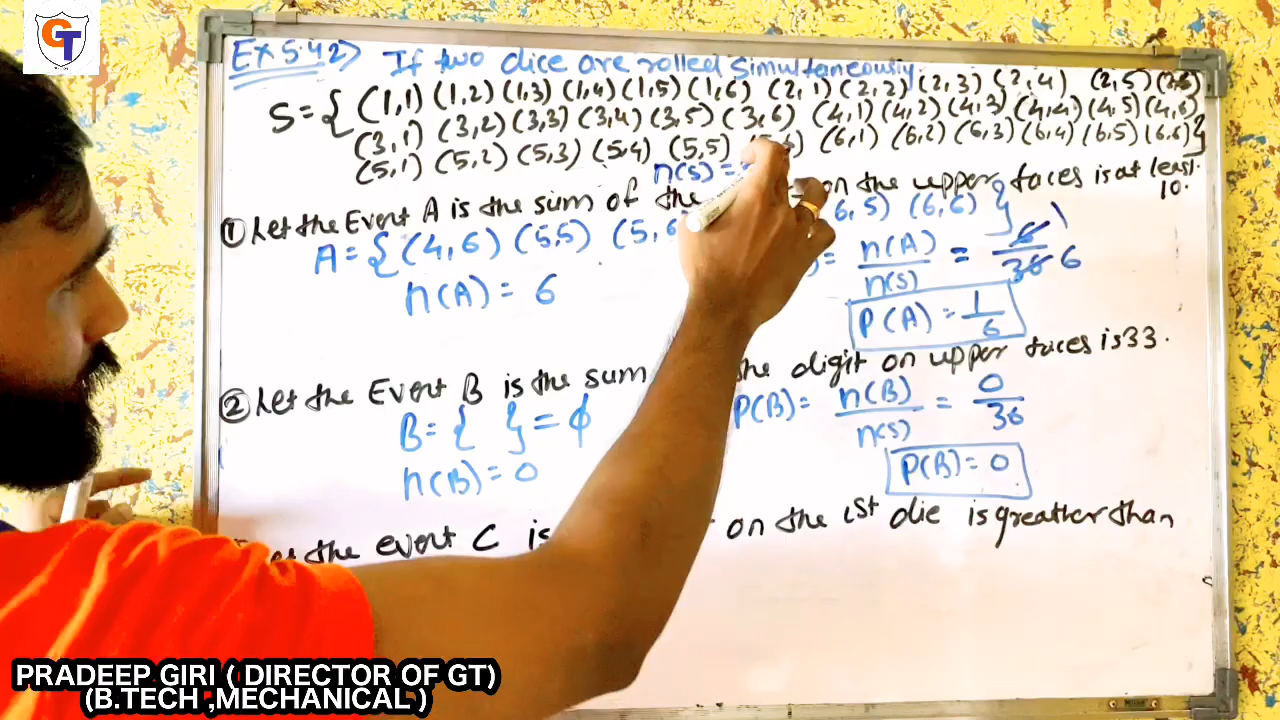 GT
Ex 5.42) If two dice are rolled simultaneously
S = { (1,1) (1,2) (1,3) (1,4) (1,5) (1,6) (2,1) (2,2) (2,3) (2,4) (2,5) (2,6)
(3,1) (3,2) (3,3) (3,4) (3,5) (3,6) (4,1) (4,2) (4,3) (4,4) (4,5) (4,6)
(5,1) (5,2) (5,3) (5,4) (5,5) (6,1) (6,2) (6,3) (6,4) (6,5) (6,6) }
n(S) =
① Let the Event A is the sum of the on the upper faces is at least 10.
A = { (4,6) (5,5) (5,6 6,5) (6,6) }
n(A) = 6
= n(A) / n(S) = 6 / 36 1 6
P(A) = 1/6
② Let the Event B is the sum the digit on upper faces is 33.
B = { } = ϕ
P(B) = n(B) / n(S) = 0 / 36
n(B) = 0
P(B) = 0
the event C is on the 1st die is greatter than
PRADEEP GIRI ( DIRECTOR OF GT)
(B.TECH ,MECHANICAL )